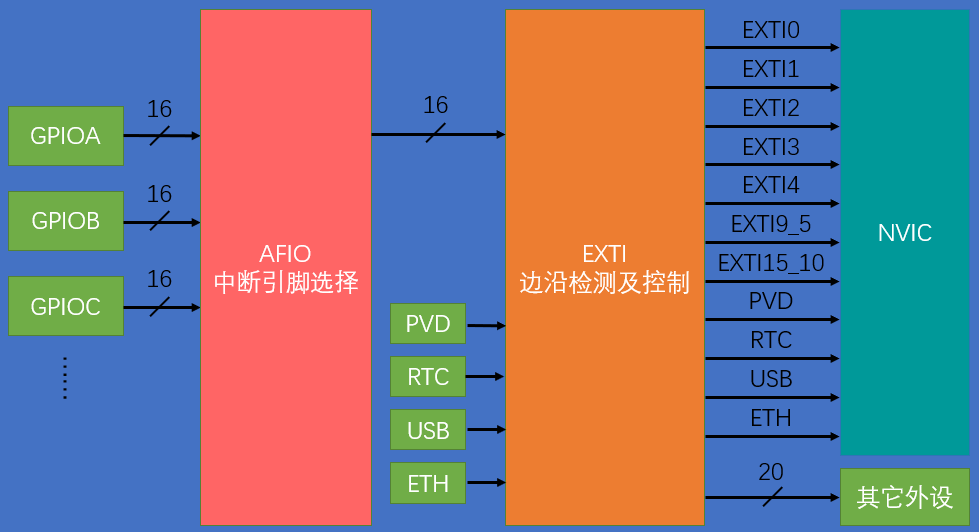 16
GPIOA
16
GPIOB
16
GPIOC
AFIO
中断引脚选择
16
PVD
RTC
USB
ETH
EXTI
边沿检测及控制
EXTI0
EXTI1
EXTI2
EXTI3
EXTI4
EXTI9_5
EXTI15_10
PVD
RTC
USB
ETH
20
NVIC
其它外设